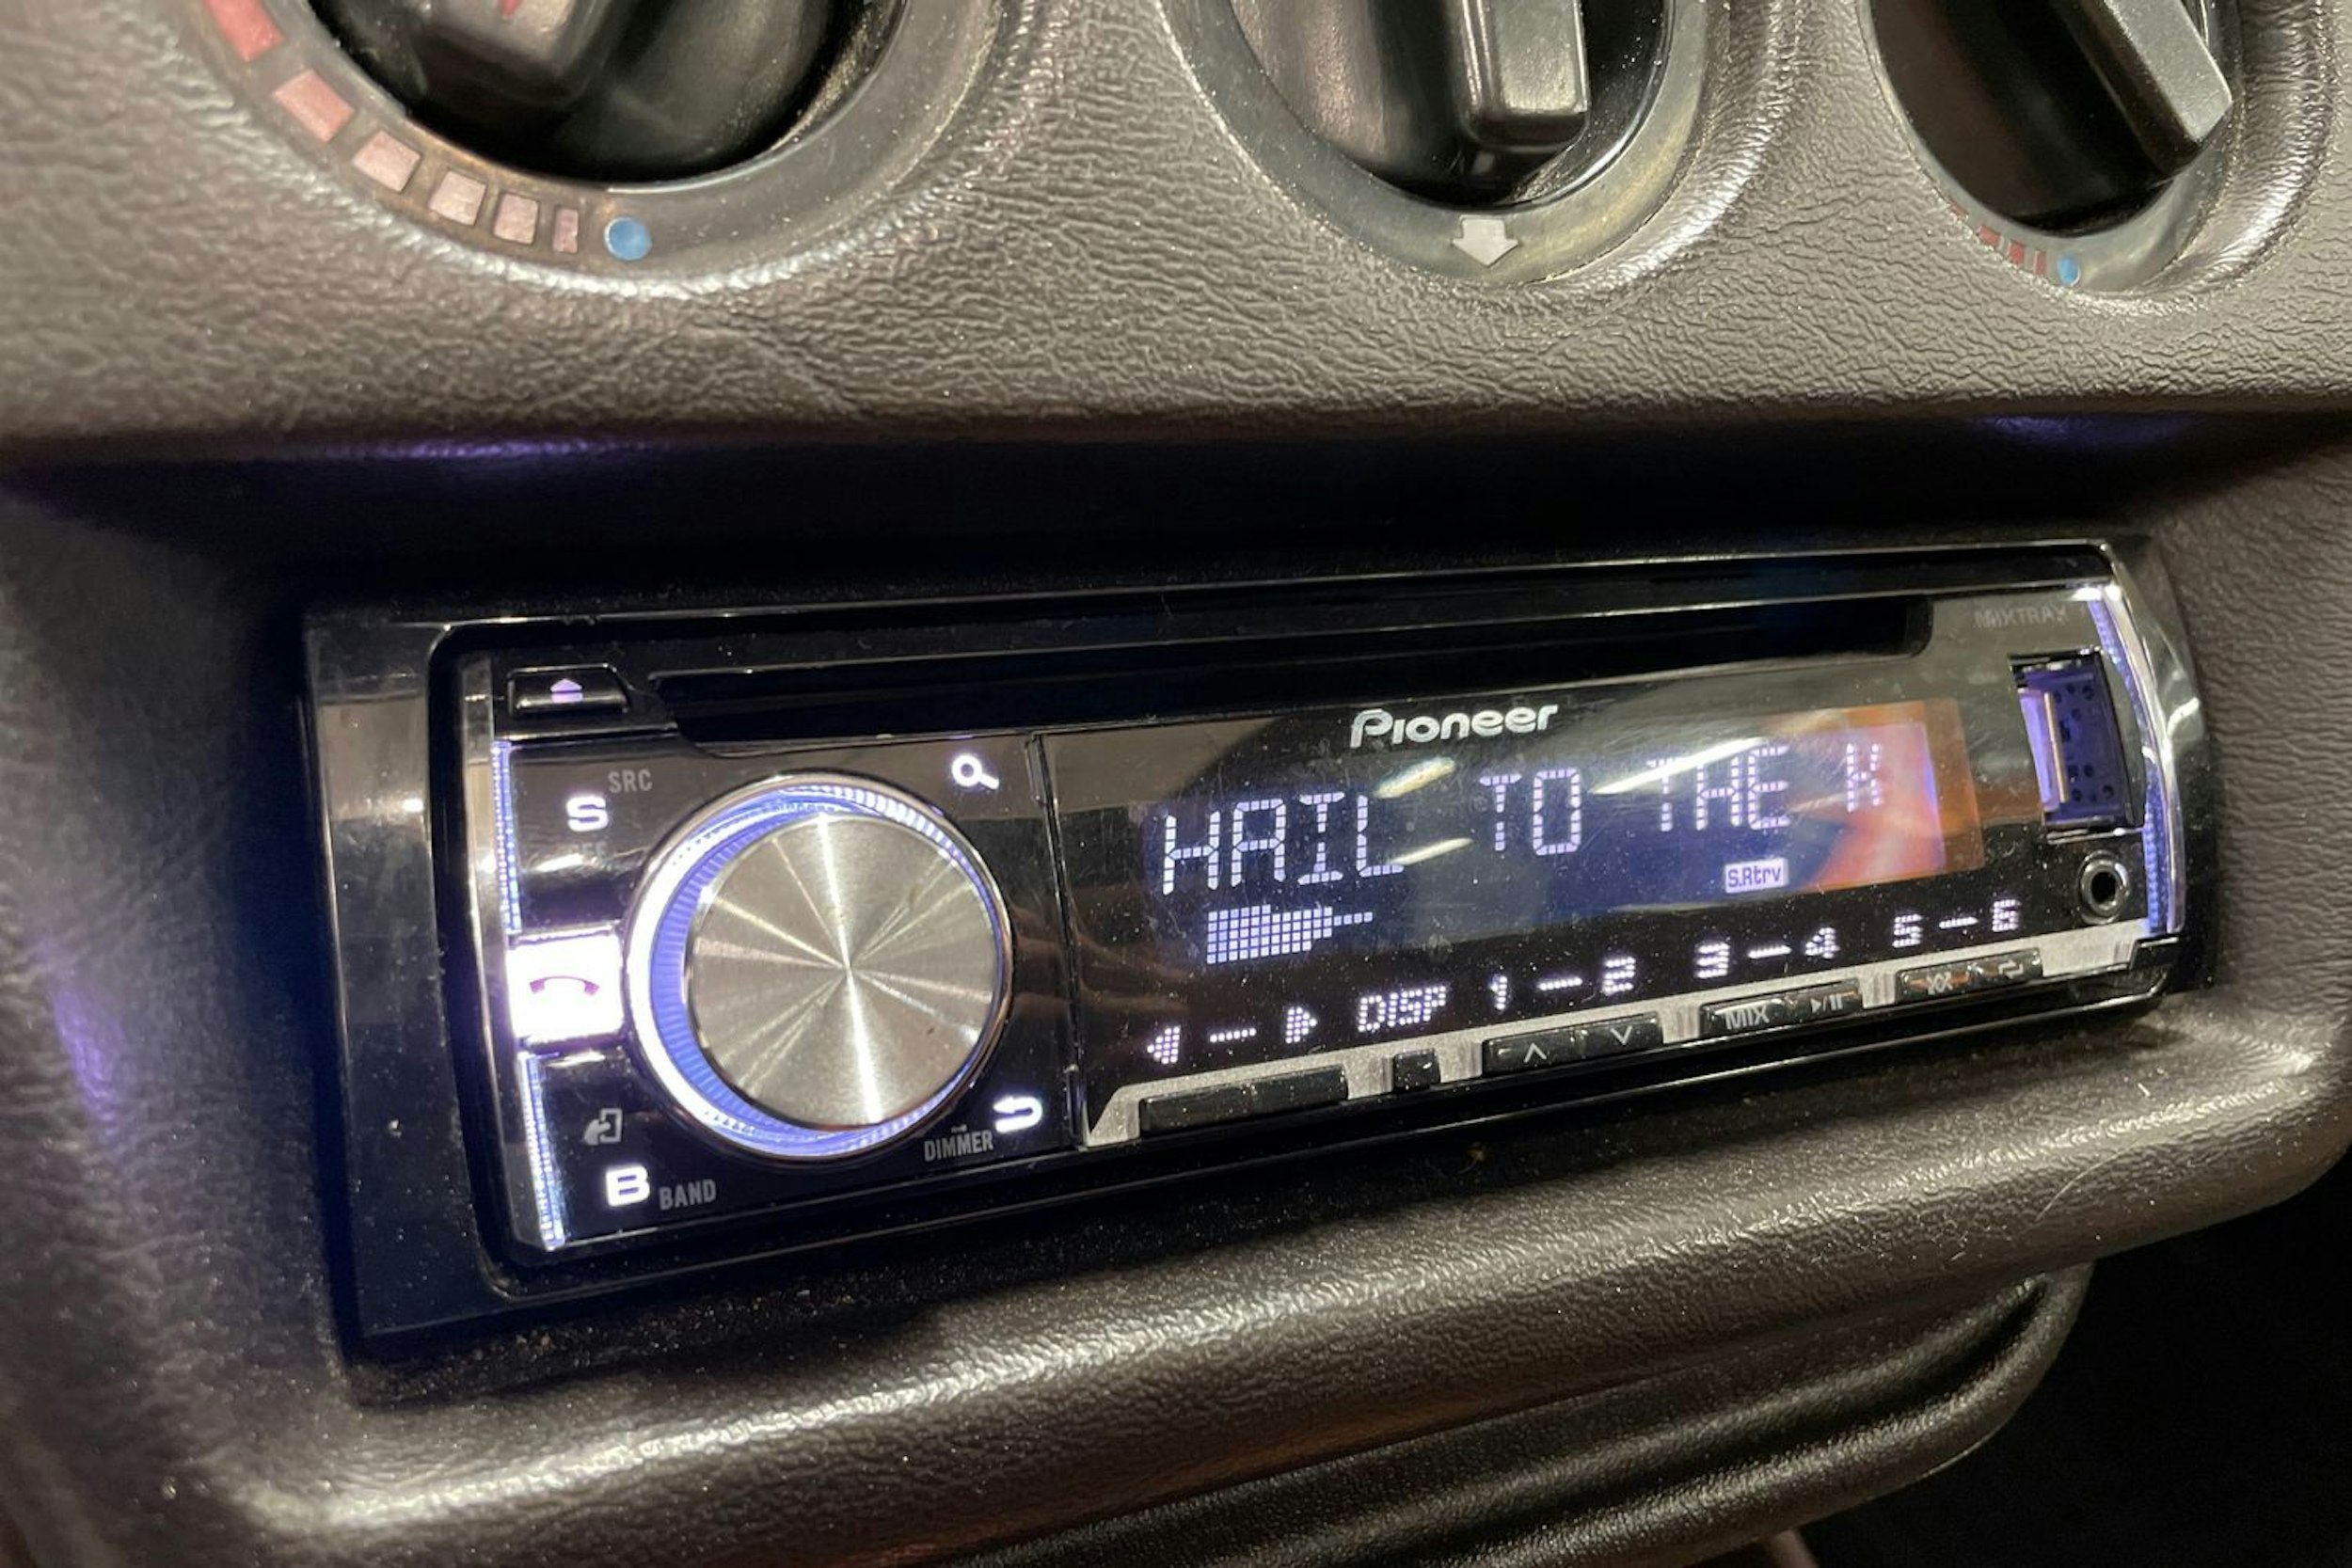 MIXTRAX
Pioneer
SRC
S
HAIL TO THE K
S.Rtrv
DISP 1 2 3 4 5 6
MIX
DIMMER
B BAND